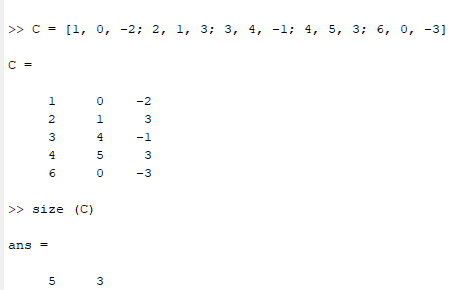 >> C = [1, 0, -2; 2, 1, 3; 3, 4, -1; 4, 5, 3; 6, 0, -3]
C =
1 0 -2
2 1 3
3 4 -1
4 5 3
6 0 -3
>> size (C)
ans =
5 3